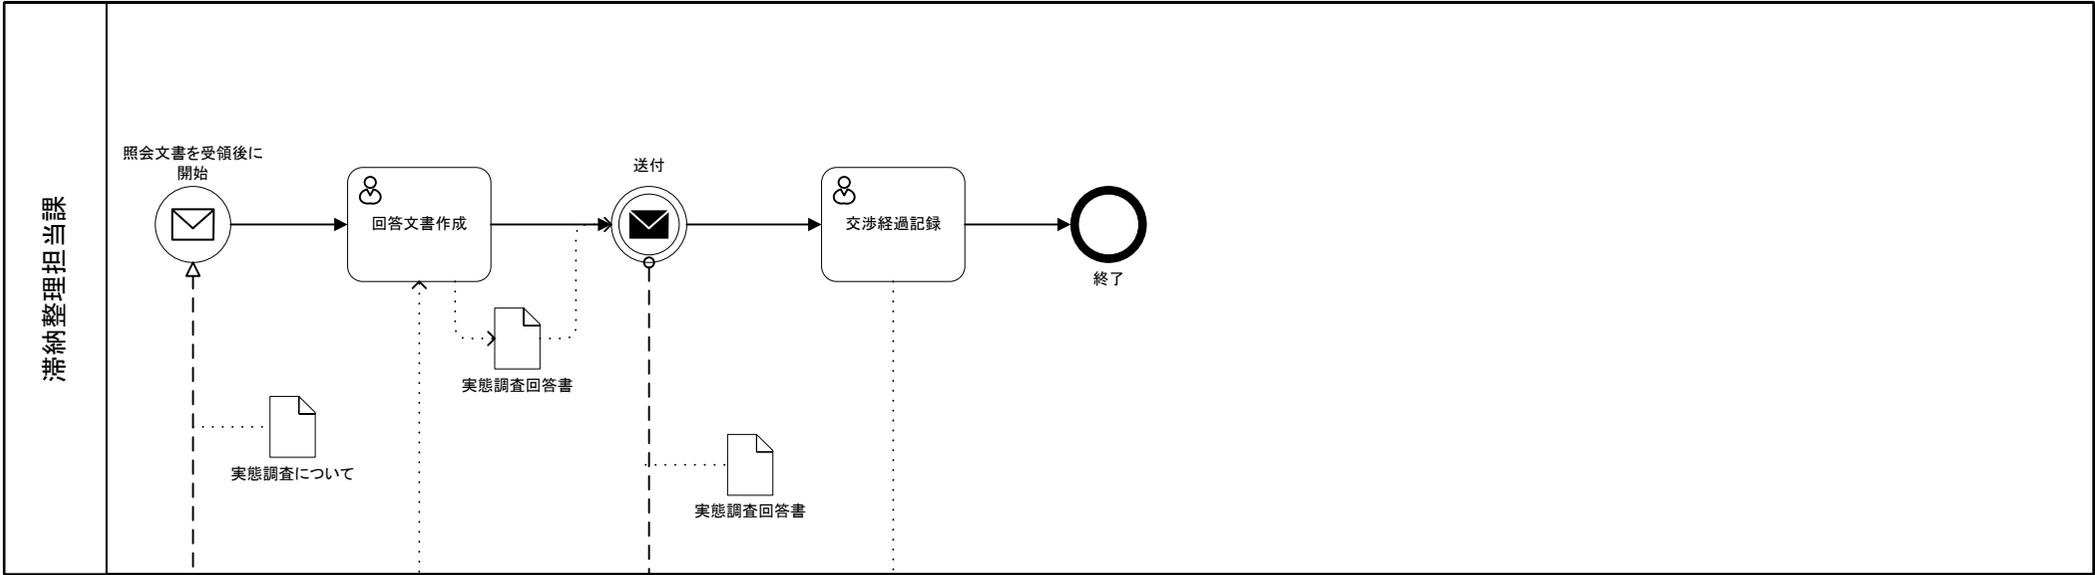 滞納整理担当課
照会文書を受領後に
開始
回答文書作成
送付
交渉経過記録
終了
実態調査回答書
実態調査について
実態調査回答書